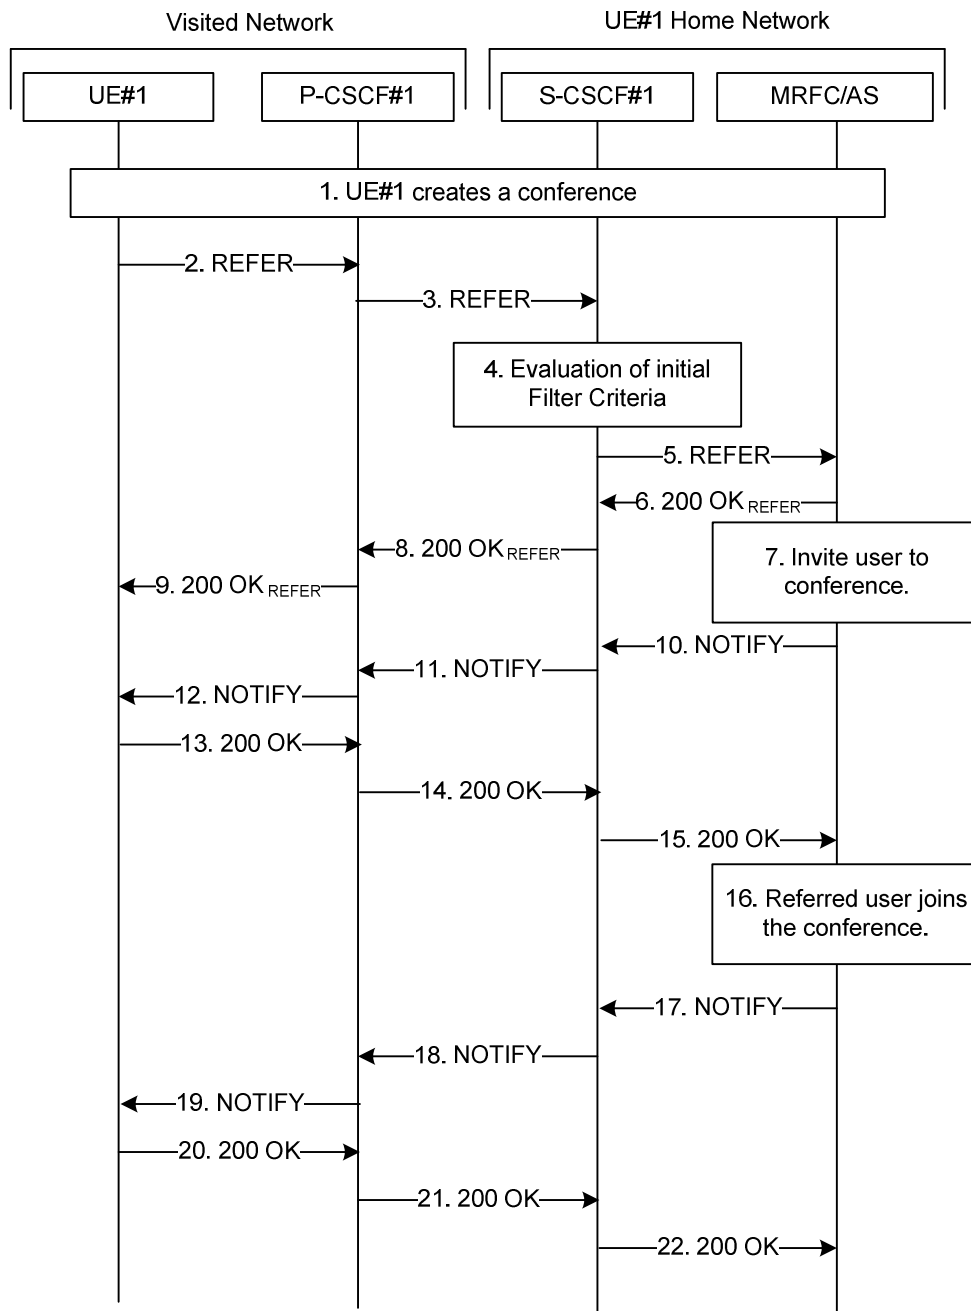 Visited Network
UE#1 Home Network
UE#1
P-CSCF#1
S-CSCF#1
MRFC/AS
1. UE#1 creates a conference
2. REFER
3. REFER
4. Evaluation of initial
Filter Criteria
5. REFER
6. 200 OK REFER
7. Invite user to
conference.
8. 200 OK REFER
9. 200 OK REFER
10. NOTIFY
11. NOTIFY
12. NOTIFY
13. 200 OK
14. 200 OK
15. 200 OK
16. Referred user joins
the conference.
17. NOTIFY
18. NOTIFY
19. NOTIFY
20. 200 OK
21. 200 OK
22. 200 OK